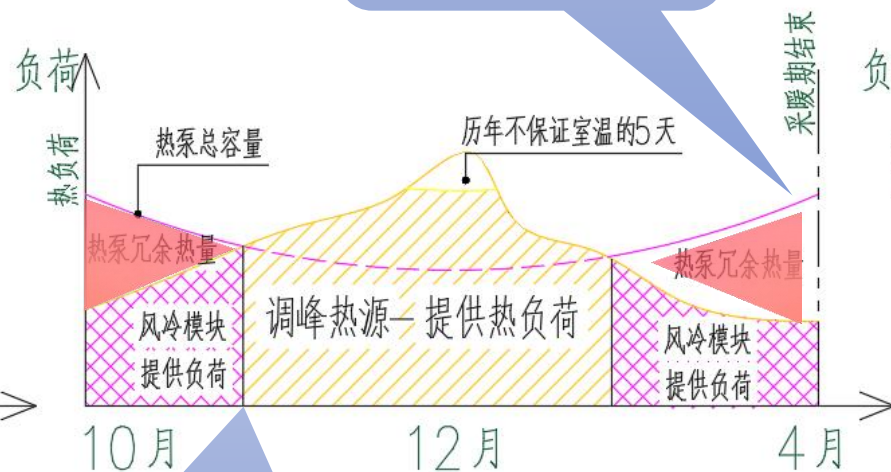 负荷
热负荷
热泵总容量
历年不保证室温的5天
采暖期结束
负
热泵冗余热量
热泵冗余热量
调峰热源—提供热负荷
风冷模块
提供负荷
风冷模块
提供负荷
10月
12月
4月